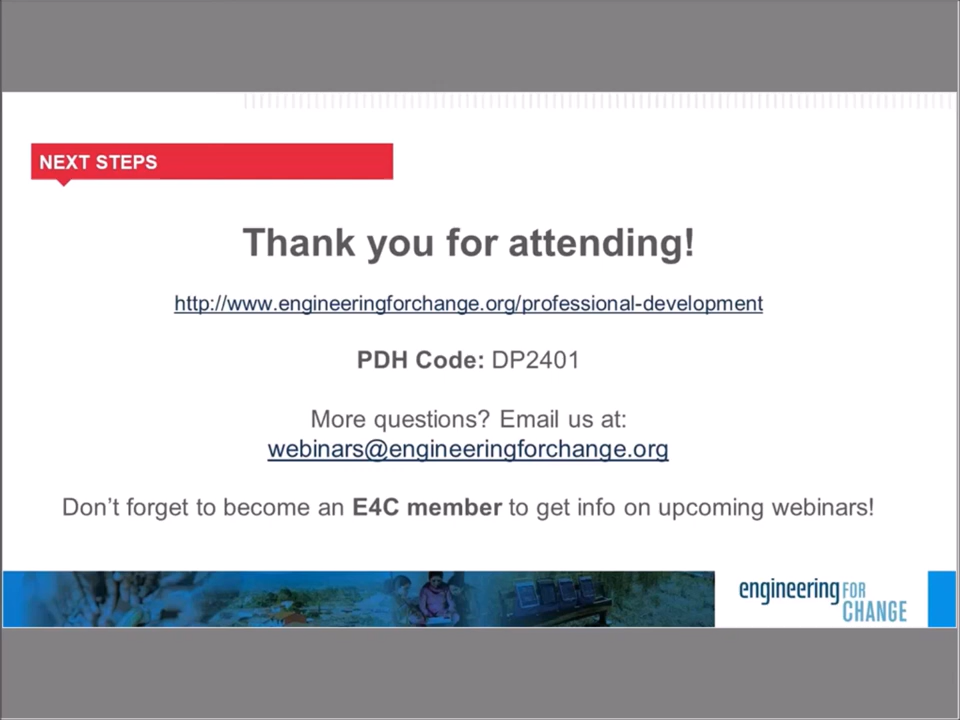 NEXT STEPS
Thank you for attending!
http://www.engineeringforchange.org/professional-development
PDH Code: DP2401
More questions? Email us at:
webinars@engineeringforchange.org
Don't forget to become an E4C member to get info on upcoming webinars!
engineering FOR
CHANGE